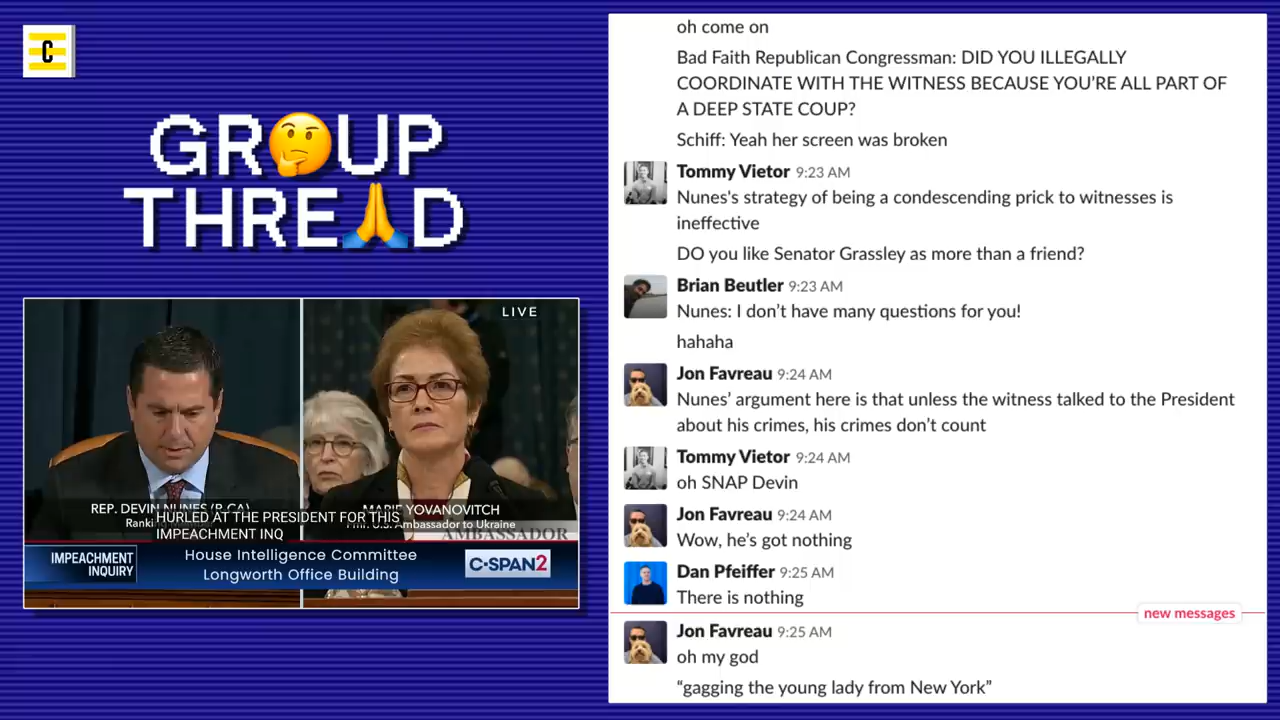 C
GR🤔UP
THRE🙏D
LIVE
REP. DEVIN NUNES (R-CA)
HURLED AT THE PRESIDENT FOR THIS
IMPEACHMENT INQ
MARIE YOVANOVITCH
Ambassador to Ukraine
AMBASSADOR
IMPEACHMENT
INQUIRY
House Intelligence Committee
Longworth Office Building
C-SPAN2
oh come on
Bad Faith Republican Congressman: DID YOU ILLEGALLY
COORDINATE WITH THE WITNESS BECAUSE YOU’RE ALL PART OF
A DEEP STATE COUP?
Schiff: Yeah her screen was broken
Tommy Vietor 9:23 AM
Nunes's strategy of being a condescending prick to witnesses is
ineffective
DO you like Senator Grassley as more than a friend?
Brian Beutler 9:23 AM
Nunes: I don’t have many questions for you!
hahaha
Jon Favreau 9:24 AM
Nunes’ argument here is that unless the witness talked to the President
about his crimes, his crimes don’t count
Tommy Vietor 9:24 AM
oh SNAP Devin
Jon Favreau 9:24 AM
Wow, he’s got nothing
Dan Pfeiffer 9:25 AM
There is nothing
new messages
Jon Favreau 9:25 AM
oh my god
“gagging the young lady from New York”